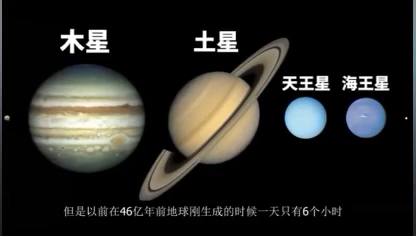 木星
土星
天王星
海王星
但是以前在46亿年前地球刚生成的时候一天只有6个小时